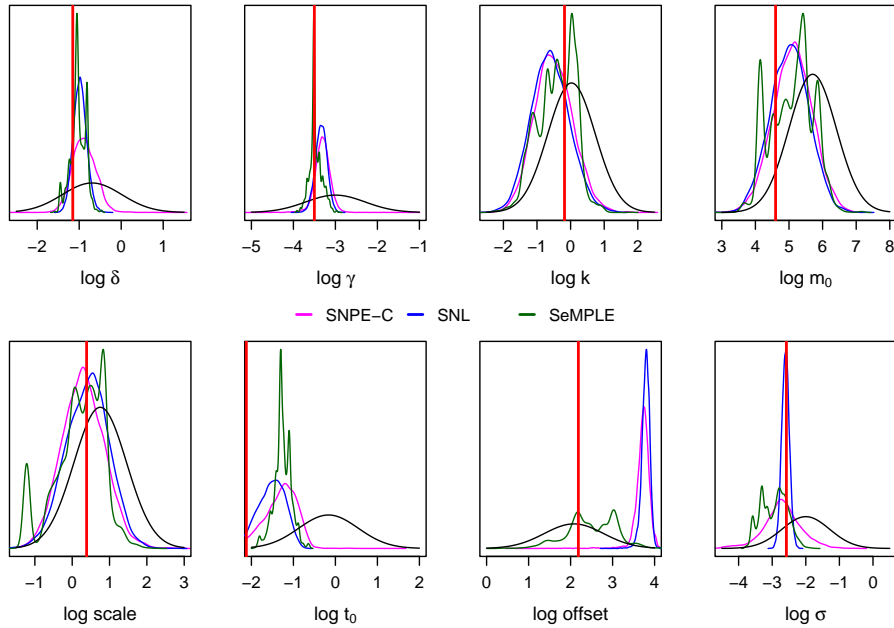 −2 −1 0 1
log δ
−5 −4 −3 −2 −1
log γ
−2 −1 0 1 2
log k
3 4 5 6 7 8
log m₀
SNPE−C SNL SeMPLE
−1 0 1 2 3
log scale
−2 −1 0 1 2
log t₀
0 1 2 3 4
log offset
−4 −3 −2 −1 0
log σ